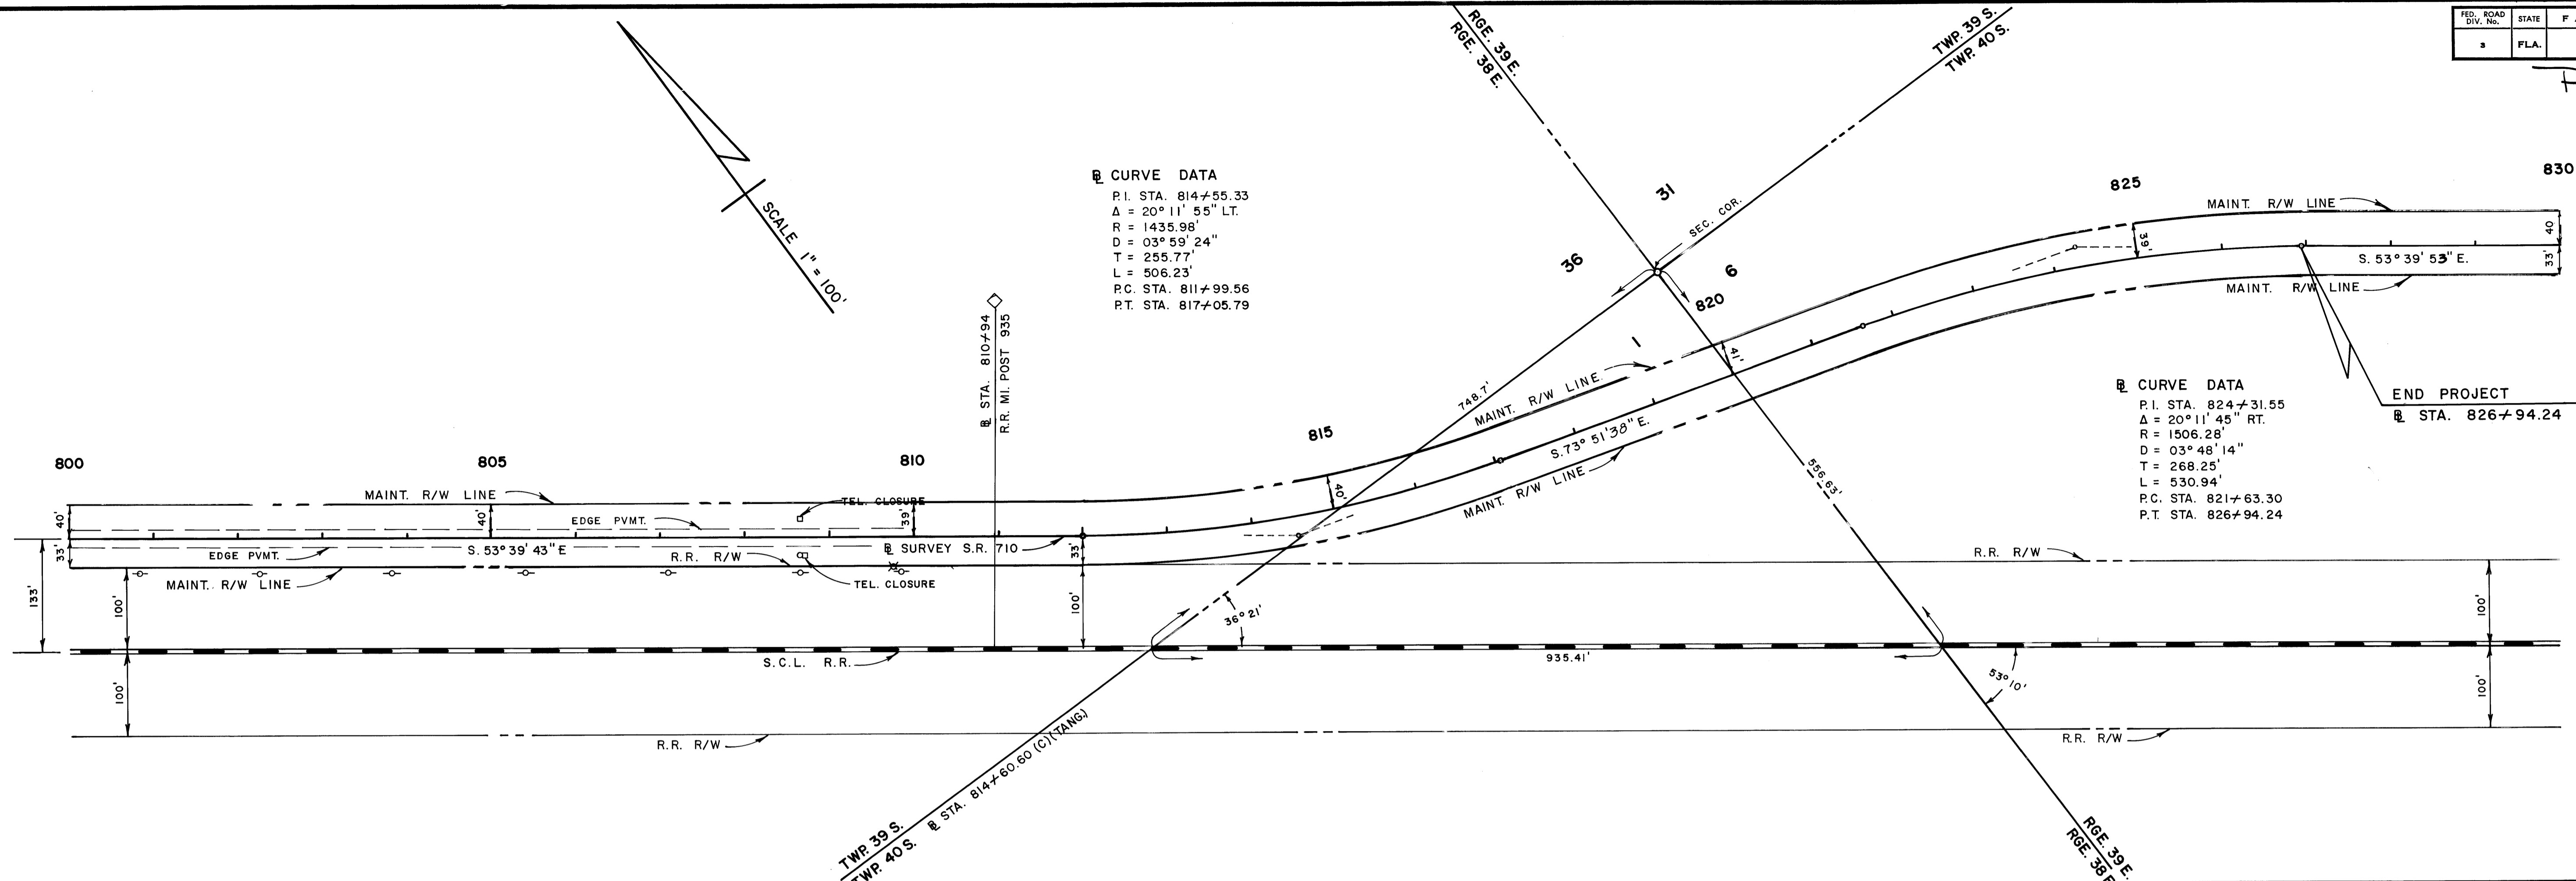 FED. ROAD DIV. No.
STATE
F
3
FLA.
RGE. 39 E.
RGE. 38 E.
TWP. 39 S.
TWP. 40 S.
SCALE 1" = 100'
℄ CURVE DATA
P.I. STA. 814+55.33
Δ = 20° 11' 55" LT.
R = 1435.98'
D = 03° 59' 24"
T = 255.77'
L = 506.23'
P.C. STA. 811+99.56
P.T. STA. 817+05.79
31
SEC. COR.
36
6
820
1
825
830
MAINT. R/W LINE
40
39'
S. 53° 39' 53" E.
33'
MAINT. R/W LINE
℄ STA. 810+94
R.R. MI. POST 935
℄ CURVE DATA
P.I. STA. 824+31.55
Δ = 20° 11' 45" RT.
R = 1506.28'
D = 03° 48' 14"
T = 268.25'
L = 530.94'
P.C. STA. 821+63.30
P.T. STA. 826+94.24
END PROJECT
℄ STA. 826+94.24
748.7'
MAINT. R/W LINE
41'
S. 73° 51' 38" E.
MAINT. R/W LINE
556.63'
800
805
810
815
MAINT. R/W LINE
TEL. CLOSURE
40'
40'
EDGE PVMT.
39'
40'
33'
EDGE PVMT.
S. 53° 39' 43" E
R.R. R/W
℄ SURVEY S.R. 710
33'
R.R. R/W
MAINT. R/W LINE
TEL. CLOSURE
133'
100'
100'
36° 21'
100'
S.C.L. R.R.
935.41'
53° 10'
100'
100'
R.R. R/W
R.R. R/W
℄ STA. 814+60.60 (C)(TANG.)
TWP. 39 S.
TWP. 40 S.
RGE. 39 E.
RGE. 38 E.